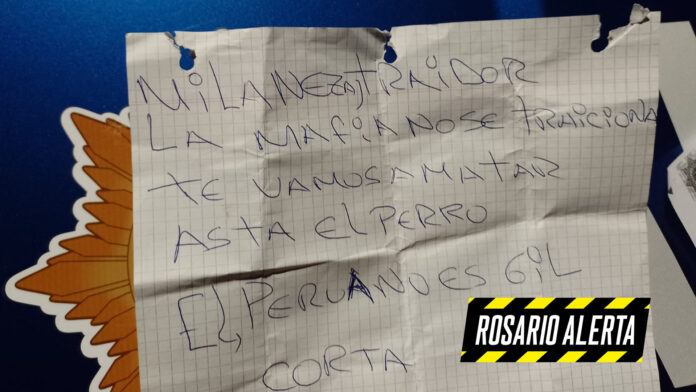 MILANEZA, TRAIDOR
LA MAFIA NO SE TRAICIONA
TE VAMOS A MATAR
ASTA EL PERRO
EL, PERUANO ES GIL
CORTA
ROSARIO ALERTA